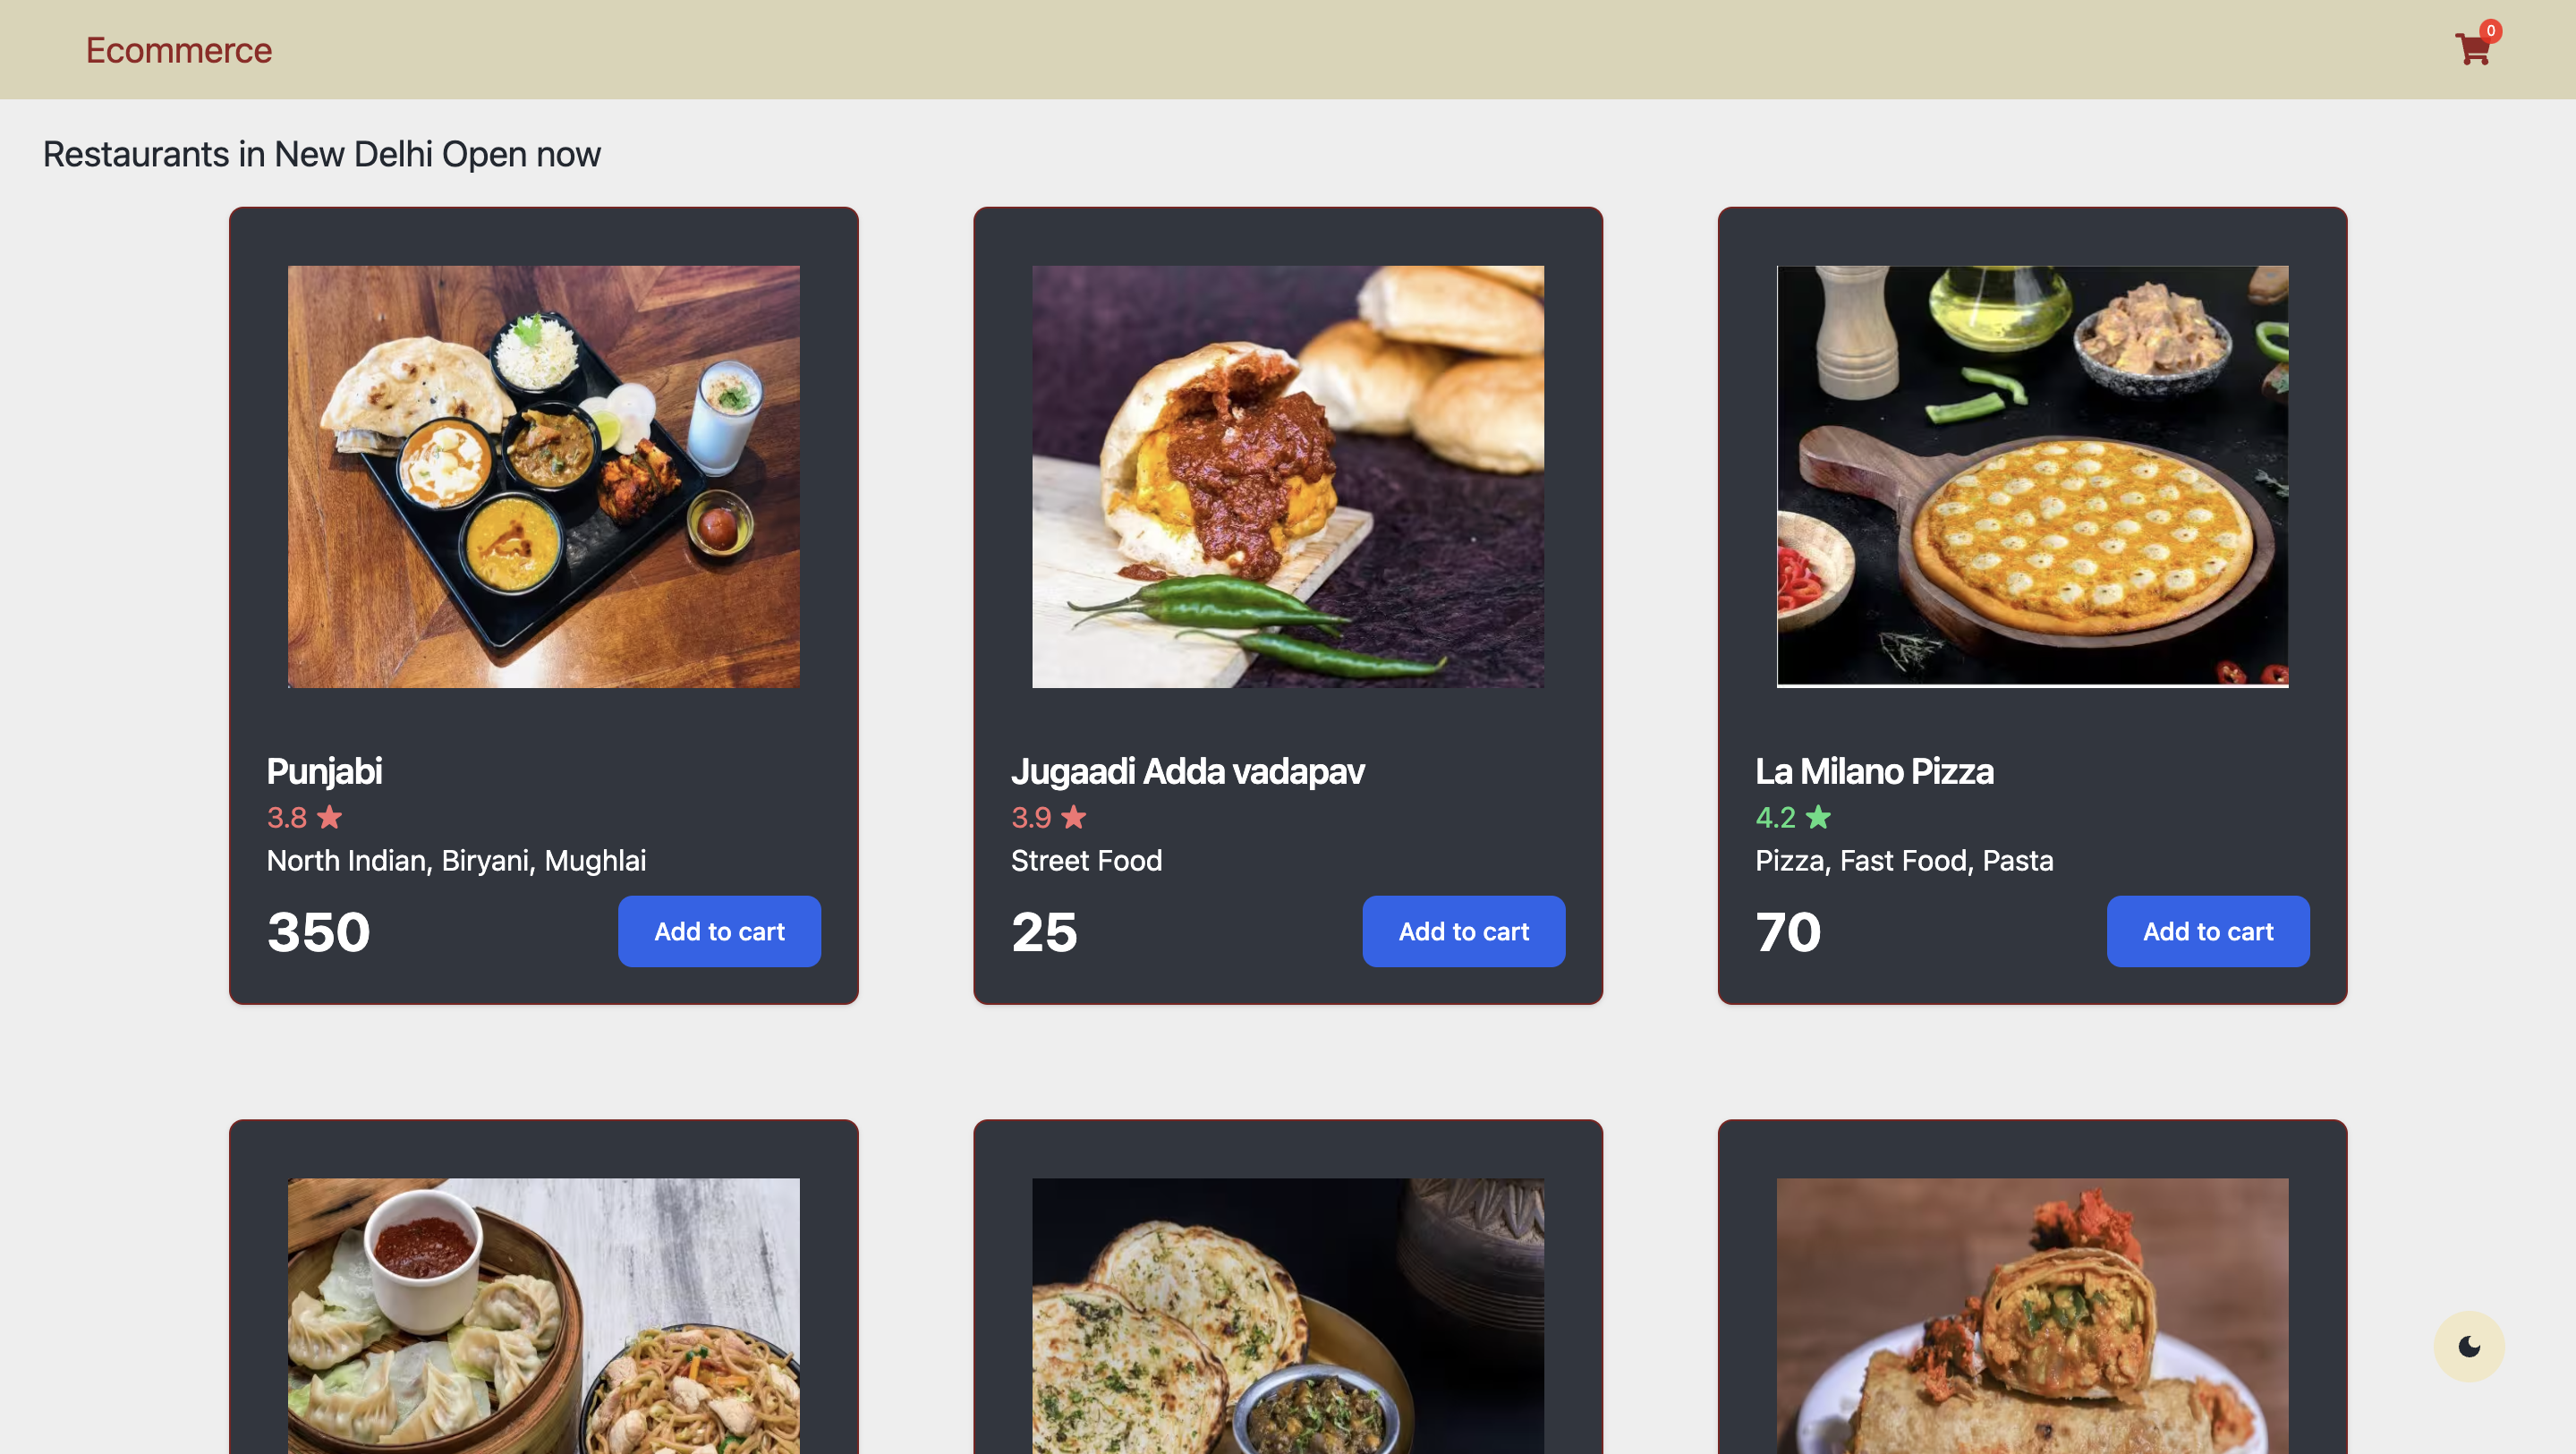 Ecommerce
0
Restaurants in New Delhi Open now
Punjabi
3.8
North Indian, Biryani, Mughlai
350
Add to cart
Jugaadi Adda vadapav
3.9
Street Food
25
Add to cart
La Milano Pizza
4.2
Pizza, Fast Food, Pasta
70
Add to cart